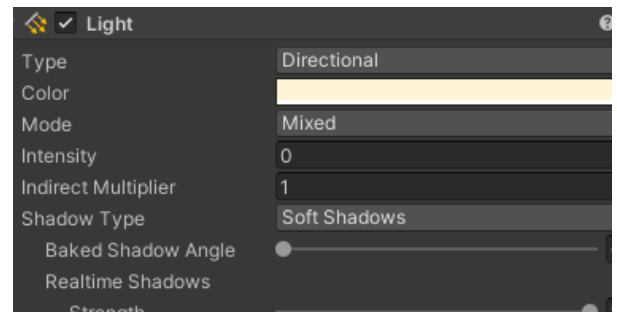 Light
Type Directional
Color
Mode Mixed
Intensity 0
Indirect Multiplier 1
Shadow Type Soft Shadows
Baked Shadow Angle
Realtime Shadows
Strength